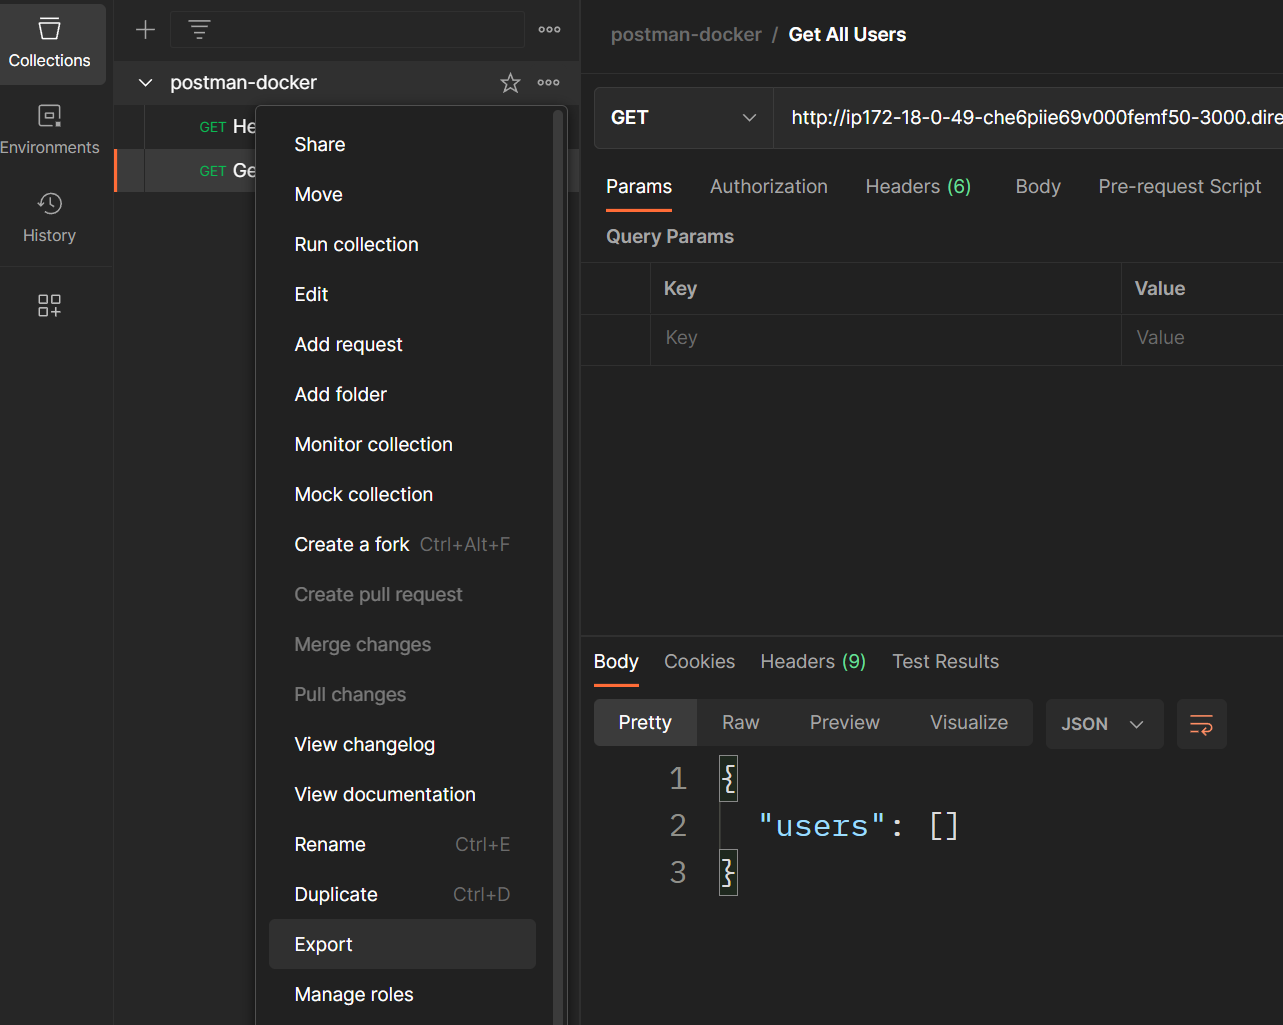 Collections
Environments
History
postman-docker
GET He
GET Ge
Share
Move
Run collection
Edit
Add request
Add folder
Monitor collection
Mock collection
Create a fork Ctrl+Alt+F
Create pull request
Merge changes
Pull changes
View changelog
View documentation
Rename Ctrl+E
Duplicate Ctrl+D
Export
Manage roles
postman-docker / Get All Users
GET http://ip172-18-0-49-che6piie69v000femf50-3000.dire
Params Authorization Headers (6) Body Pre-request Script
Query Params
Key Value
Key Value
Body Cookies Headers (9) Test Results
Pretty Raw Preview Visualize JSON
1 {
2 "users": []
3 }